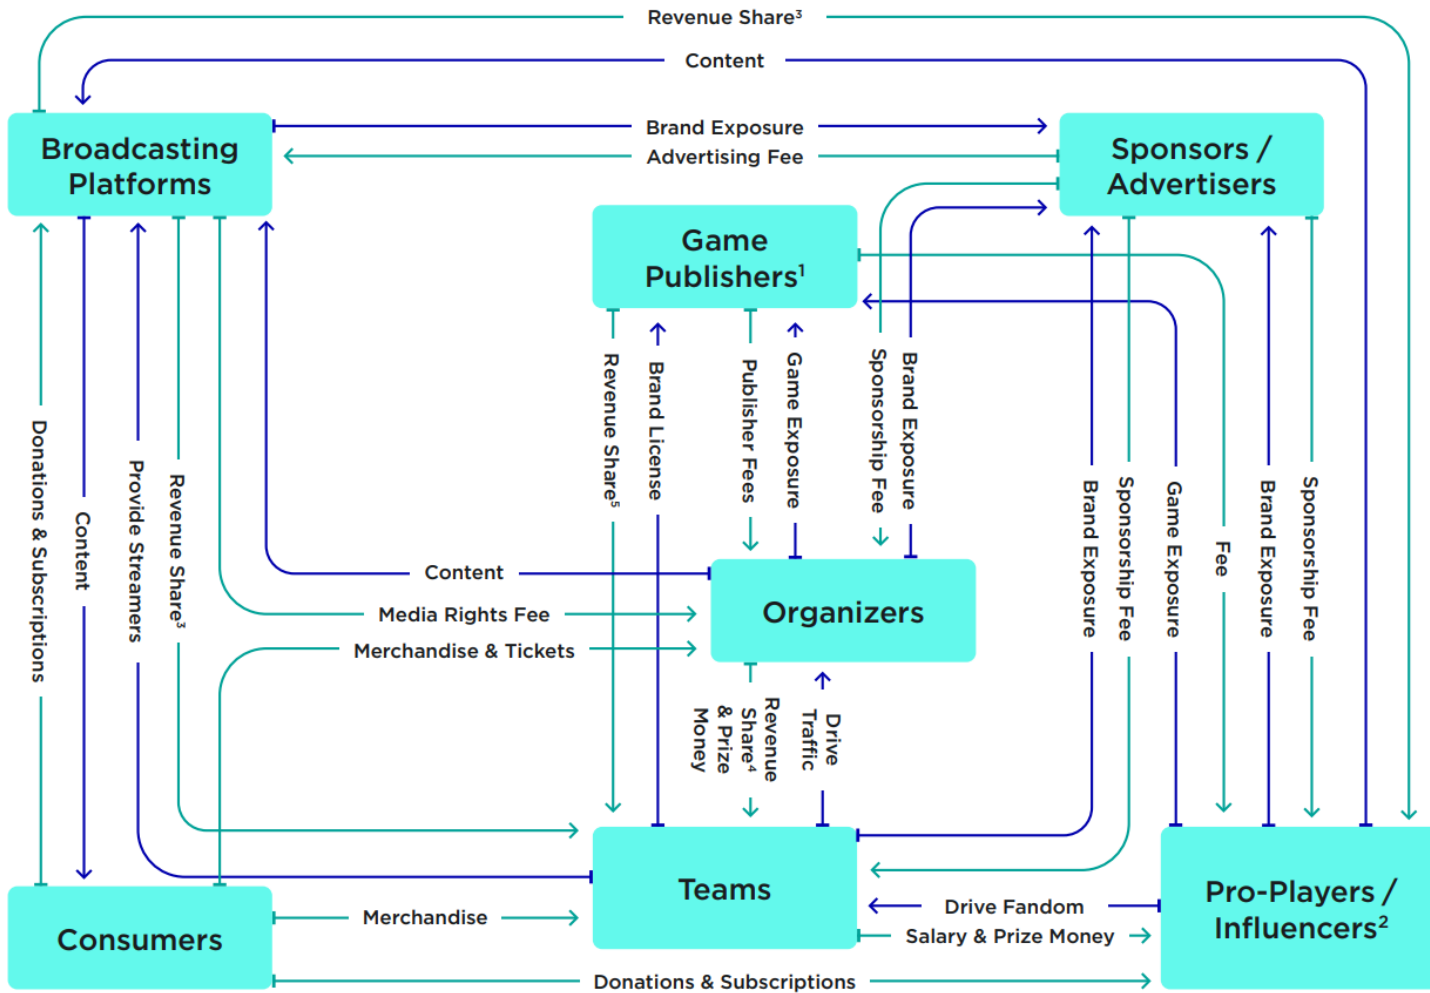 Revenue Share³
Content
Broadcasting
Platforms
Brand Exposure
Advertising Fee
Sponsors /
Advertisers
Game
Publishers¹
Donations & Subscriptions
Content
Provide Streamers
Revenue Share³
Revenue Share⁵
Brand License
Publisher Fees
Game Exposure
Sponsorship Fee
Brand Exposure
Brand Exposure
Sponsorship Fee
Game Exposure
Fee
Brand Exposure
Sponsorship Fee
Content
Media Rights Fee
Merchandise & Tickets
Organizers
Revenue
Share⁴
& Prize
Money
Drive
Traffic
Consumers
Merchandise
Teams
Drive Fandom
Salary & Prize Money
Pro-Players /
Influencers²
Donations & Subscriptions